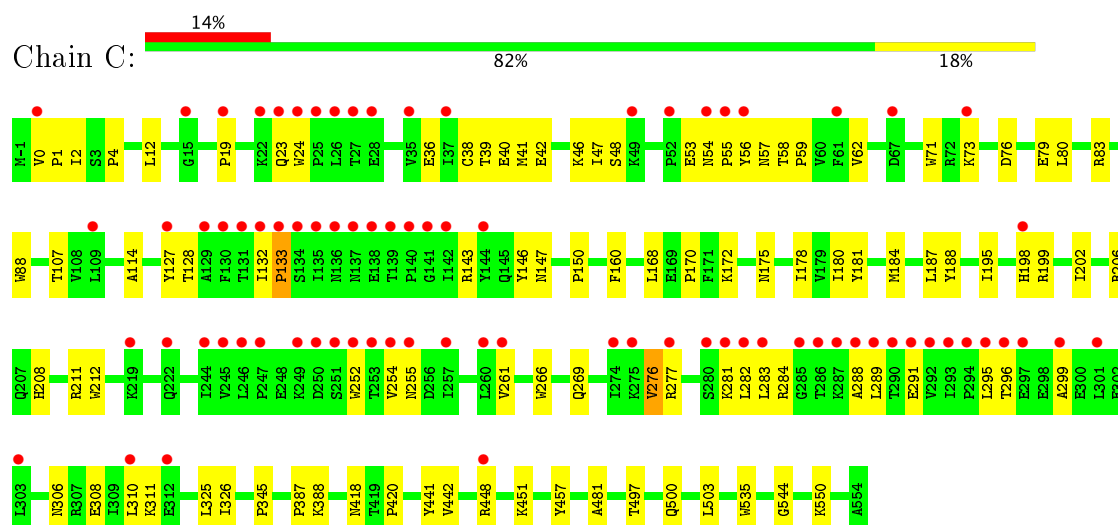 14%
Chain C:
82% 18%
M-1 V0 P1 I2 S3 P4 L12 G15 P19 K22 Q23 W24 P25 L26 T27 E28 V35 E36 I37 C38 T39 E40 M41 E42 K46 I47 S48 K49 P52 E53 N54 P55 Y56 N57 T58 P59 V60 F61 V62 D67 W71 R72 K73 D76 E79 L80 R83
W88 T107 V108 L109 A114 Y127 T128 A129 F130 T131 I132 P133 S134 I135 N136 N137 E138 T139 P140 G141 I142 R143 Y144 Q145 Y146 N147 P150 F160 L168 E169 P170 F171 K172 N175 I178 V179 I180 Y181 M184 L187 Y188 I195 H198 R199 I202 R206
Q207 H208 R211 W212 K219 Q222 I244 V245 L246 P247 E248 K249 D250 S251 W252 T253 V254 N255 D256 I257 L260 V261 W266 Q269 I274 K275 V276 R277 S280 K281 L282 L283 R284 G285 T286 K287 A288 L289 T290 E291 V292 I293 P294 L295 T296 E297 E298 A299 E300 L301
L303 N306 R307 E308 I309 L310 K311 E312 L325 I326 P345 P387 K388 N418 T419 P420 Y441 V442 R448 K451 Y457 A481 T497 Q500 L503 W535 G544 K550 A554